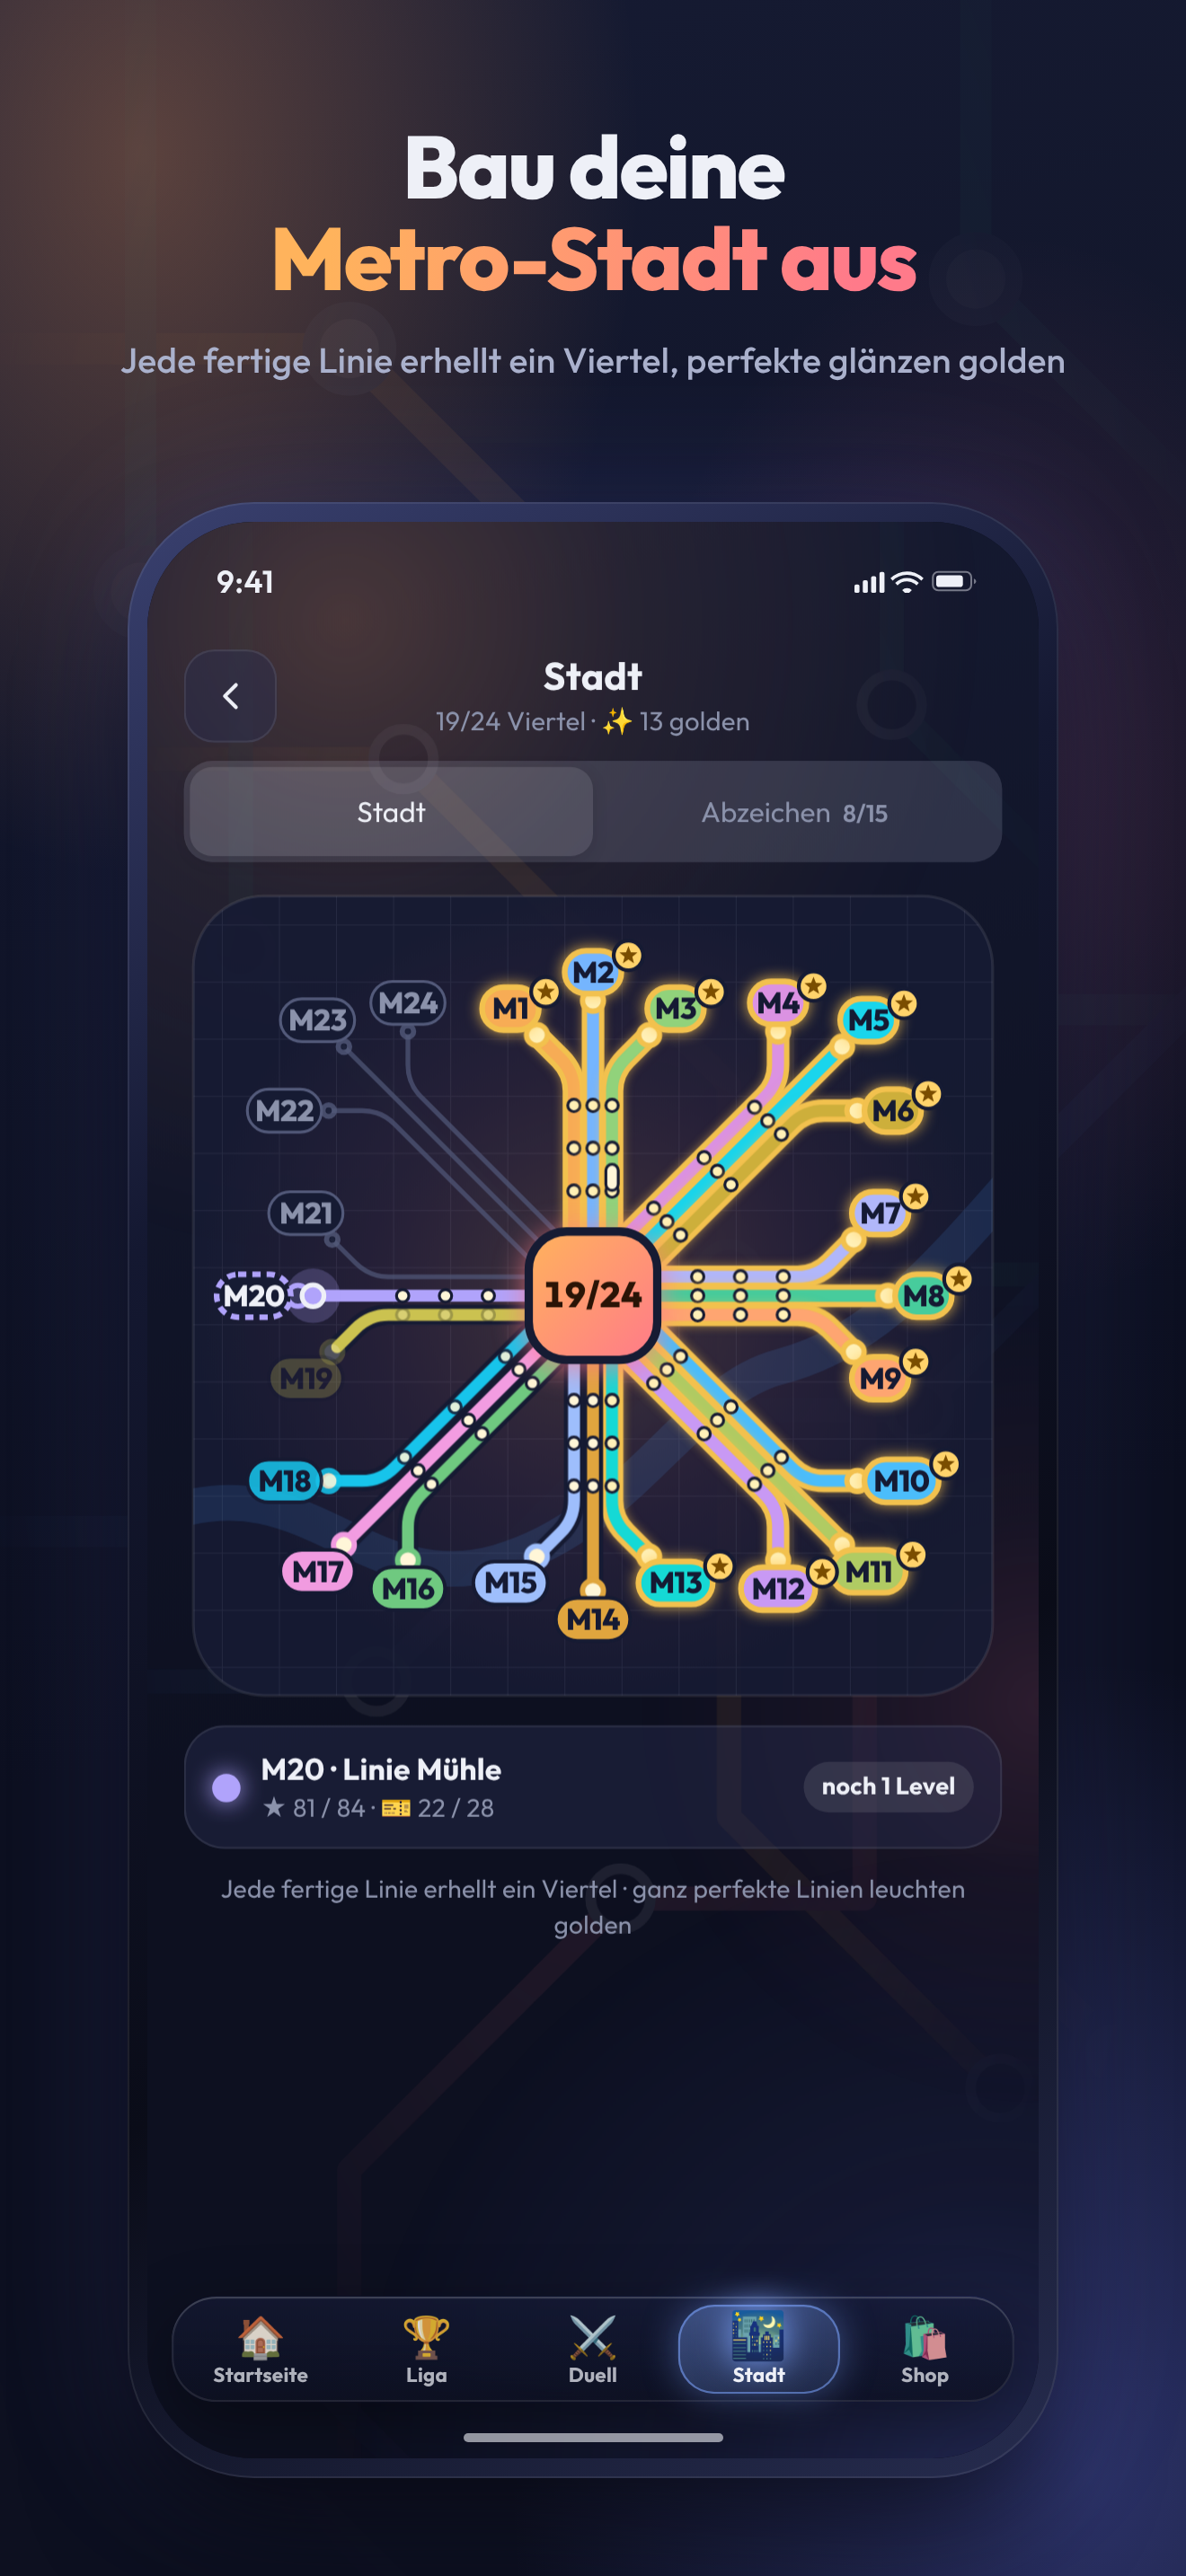 Bau deine
Metro-Stadt aus
Jede fertige Linie erhellt ein Viertel, perfekte glänzen golden
9:41
Stadt
19/24 Viertel · ✨ 13 golden
Stadt
Abzeichen 8/15
M2
M1
M3
M4
M5
M24
M23
M22
M6
M21
M7
M20
19/24
M8
M19
M9
M18
M10
M17
M16
M15
M14
M13
M12
M11
M20 · Linie Mühle
★ 81 / 84 · 🎫 22 / 28
noch 1 Level
Jede fertige Linie erhellt ein Viertel · ganz perfekte Linien leuchten
golden
Startseite
Liga
Duell
Stadt
Shop